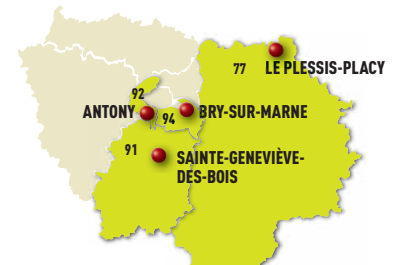 77
LE PLESSIS-PLACY
92
ANTONY
94
BRY-SUR-MARNE
91
SAINTE-GENEVIÈVE-
DES-BOIS